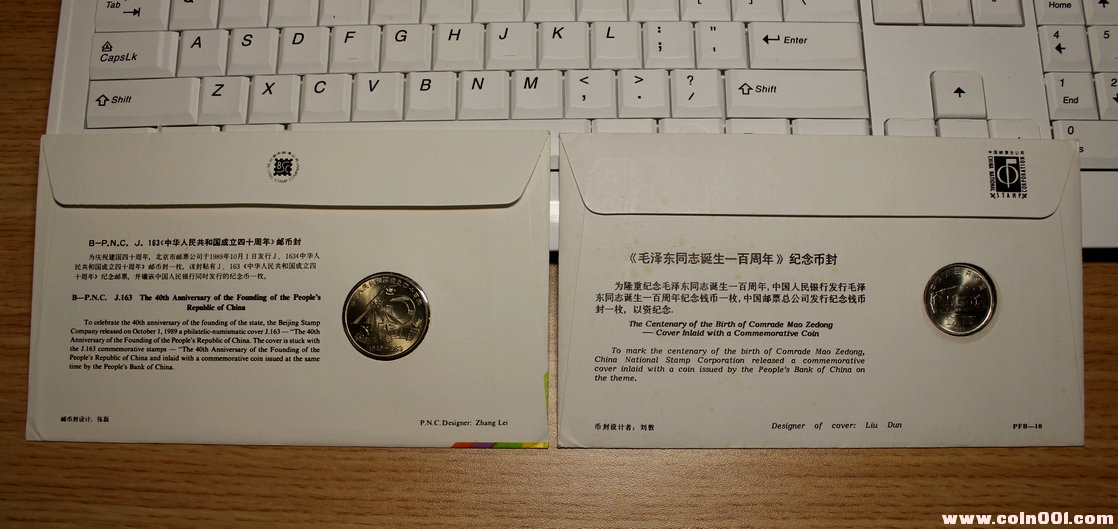 Tab
Home
CapsLk
A S D F G H J K L : ; " ' Enter
4
Shift
Z X C V B N M < , > . ? / Shift
1 End 2
0
B—P.N.C. J. 163《中华人民共和国成立四十周年》邮币封
为庆祝建国四十周年，北京市邮票公司于1989年10月1日发行J．163《中华人
民共和国成立四十周年》邮币封一枚。该封贴有J．163《中华人民共和国成立四
十周年》纪念邮票，并镶嵌中国人民银行同时发行的纪念币一枚。
B—P.N.C. J.163 The 40th Anniversary of the Founding of the People's
Republic of China
To celebrate the 40th anniversary of the founding of the state, the Beijing Stamp
Company released on October 1, 1989 a philatelic-numismatic cover J.163 — "The 40th
Anniversary of the Founding of the People's Republic of China. The cover is stuck with
the J.163 commemorative stamps — "The 40th Anniversary of the Founding of the
People's Republic of China and inlaid with a commemorative coin issued at the same
time by the People's Bank of China.
邮币封设计：张磊
P.N.C.Designer: Zhang Lei
中国邮票总公司
CHINA NATIONAL
STAMP
CORPORATION
《毛泽东同志诞生一百周年》纪念币封
为隆重纪念毛泽东同志诞生一百周年，中国人民银行发行毛泽
东同志诞生一百周年纪念钱币一枚，中国邮票总公司发行纪念钱币
封一枚，以资纪念.
The Centenary of the Birth of Comrade Mao Zedong
— Cover Inlaid with a Commemorative Coin
To mark the centenary of the birth of Comrade Mao Zedong,
China National Stamp Corporation released a commemorative
cover inlaid with a coin issued by the People's Bank of China on
the theme.
币封设计者：刘敦
Designer of cover: Liu Dun
PFB—10
www.coin001.com